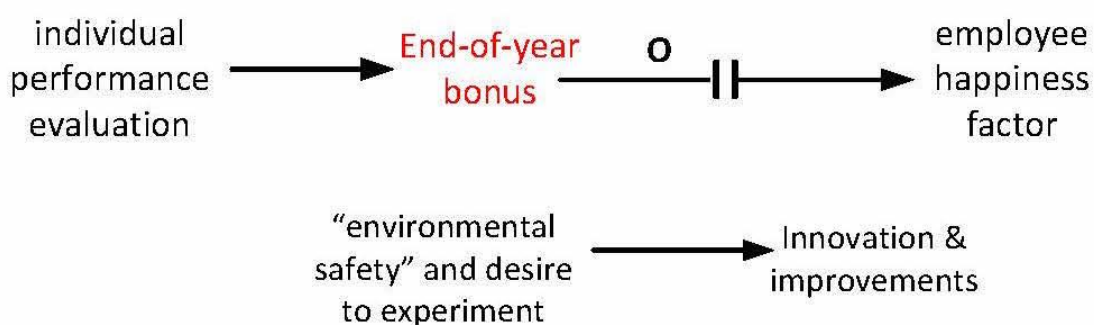 individual
performance
evaluation
End-of-year
bonus
O
employee
happiness
factor
“environmental
safety” and desire
to experiment
Innovation &
improvements